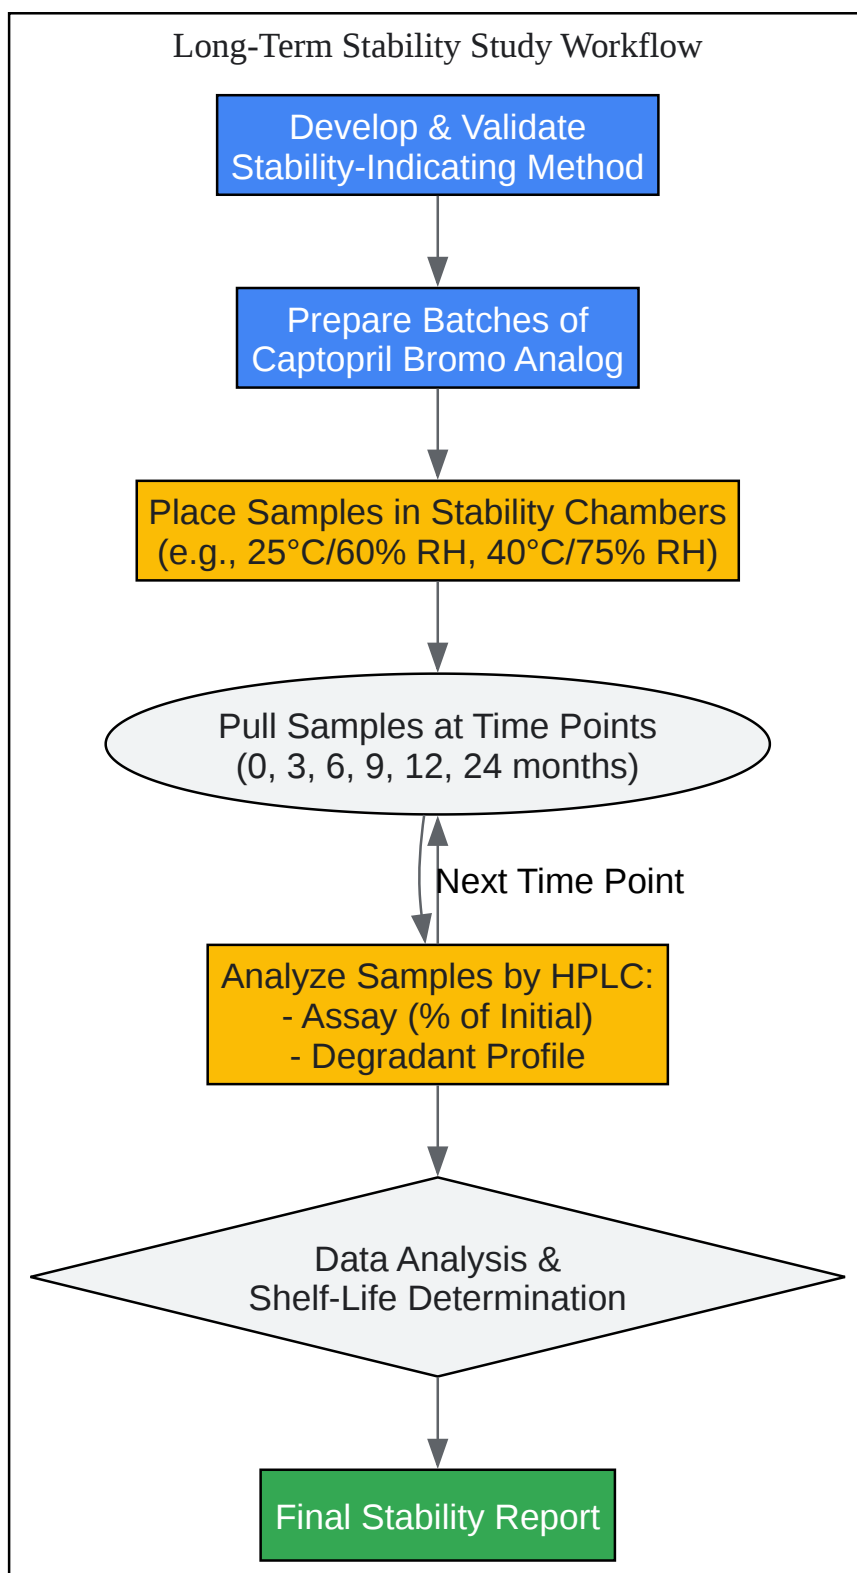 Long-Term Stability Study Workflow
Develop & Validate
Stability-Indicating Method
Prepare Batches of
Captopril Bromo Analog
Place Samples in Stability Chambers
(e.g., 25°C/60% RH, 40°C/75% RH)
Pull Samples at Time Points
(0, 3, 6, 9, 12, 24 months)
Next Time Point
Analyze Samples by HPLC:
- Assay (% of Initial)
- Degradant Profile
Data Analysis &
Shelf-Life Determination
Final Stability Report